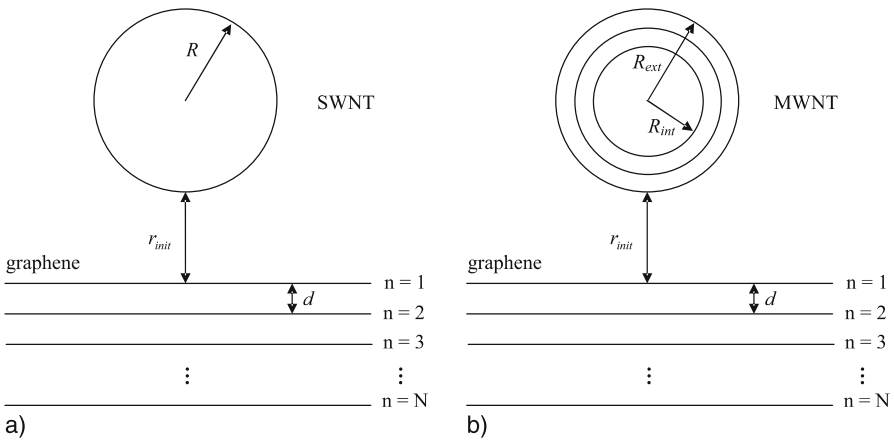 R
SWNT
r_init
graphene
n = 1
d
n = 2
n = 3
n = N
a)
R_ext
R_int
MWNT
r_init
graphene
n = 1
d
n = 2
n = 3
n = N
b)